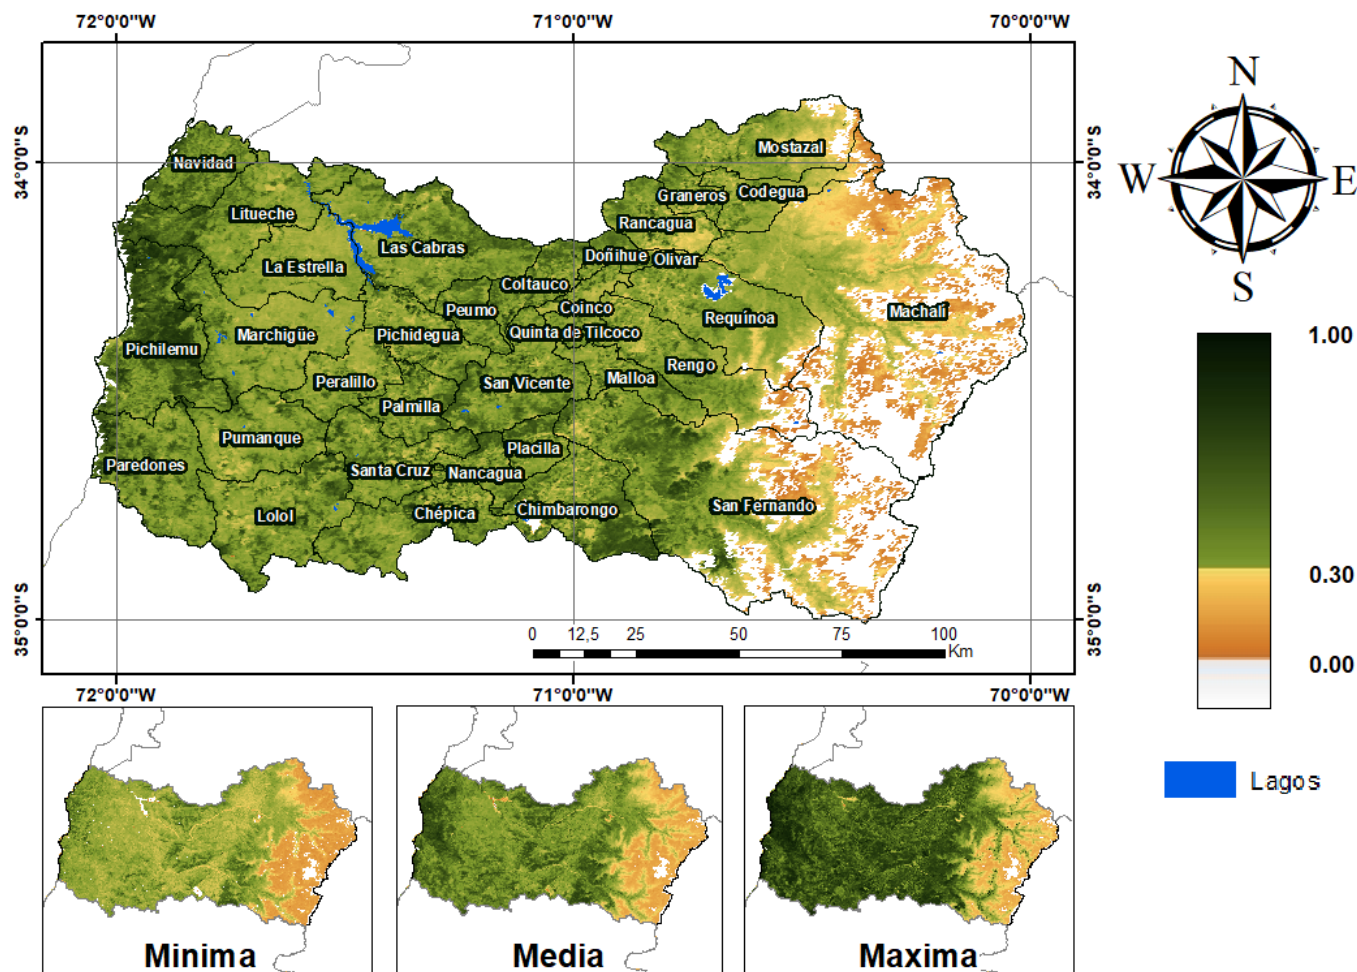 72°0'0"W 71°0'0"W 70°0'0"W
34°0'0"S
34°0'0"S
35°0'0"S
35°0'0"S
N
W E
S
Mostazal
Navidad
Graneros Codegua
Litueche
Rancagua
Las Cabras
Doñihue Olivar
La Estrella
Coltauco
Peumo Coinco
Requínoa Machalí
Marchigüe Pichidegua Quinta de Tilcoco
Pichilemu
Rengo
Peralillo San Vicente Malloa
Palmilla
Pumanque
Placilla
Paredones Santa Cruz Nancagua
San Fernando
Lolol Chépica Chimbarongo
0 12,5 25 50 75 100
Km
1.00
0.30
0.00
Lagos
72°0'0"W 71°0'0"W 70°0'0"W
Minima Media Maxima